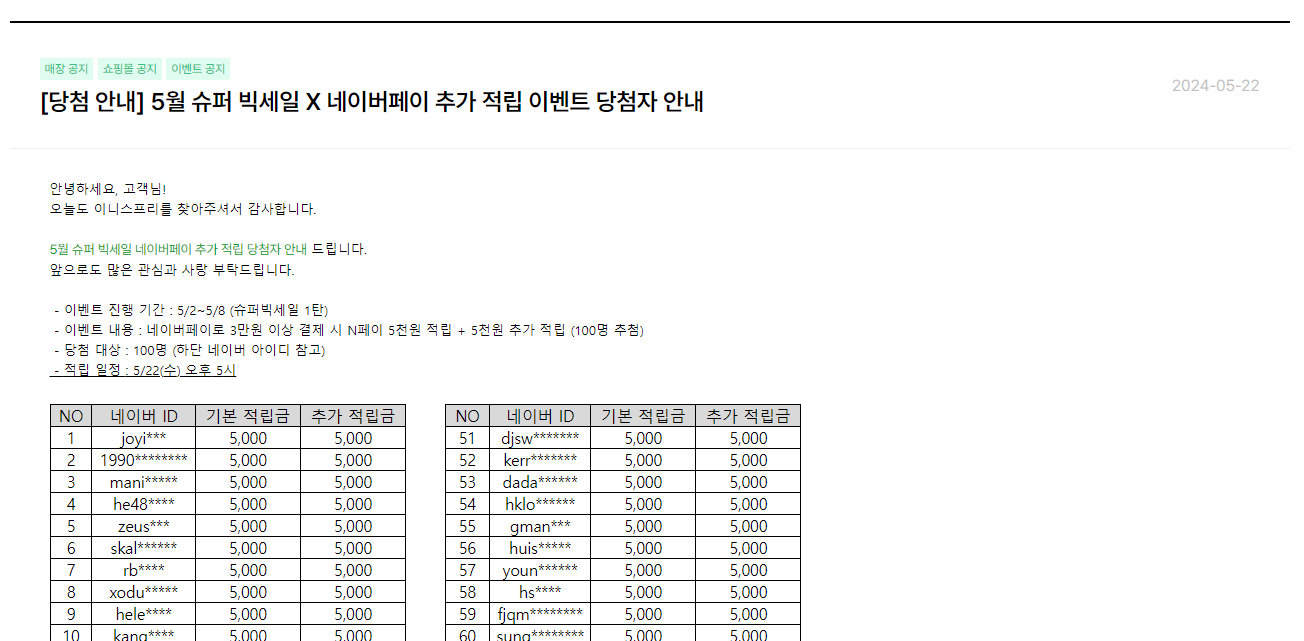 매장 공지 쇼핑몰 공지 이벤트 공지
[당첨 안내] 5월 슈퍼 빅세일 X 네이버페이 추가 적립 이벤트 당첨자 안내
2024-05-22
안녕하세요, 고객님!
오늘도 이니스프리를 찾아주셔서 감사합니다.
5월 슈퍼 빅세일 네이버페이 추가 적립 당첨자 안내 드립니다.
앞으로도 많은 관심과 사랑 부탁드립니다.
- 이벤트 진행 기간 : 5/2~5/8 (슈퍼빅세일 1탄)
- 이벤트 내용 : 네이버페이로 3만원 이상 결제 시 N페이 5천원 적립 + 5천원 추가 적립 (100명 추첨)
- 당첨 대상 : 100명 (하단 네이버 아이디 참고)
- 적립 일정 : 5/22(수) 오후 5시
NO 네이버 ID 기본 적립금 추가 적립금 NO 네이버 ID 기본 적립금 추가 적립금
1 joyi*** 5,000 5,000 51 djsw******* 5,000 5,000
2 1990******** 5,000 5,000 52 kerr******* 5,000 5,000
3 mani***** 5,000 5,000 53 dada****** 5,000 5,000
4 he48**** 5,000 5,000 54 hklo****** 5,000 5,000
5 zeus*** 5,000 5,000 55 gman*** 5,000 5,000
6 skal****** 5,000 5,000 56 huis***** 5,000 5,000
7 rb**** 5,000 5,000 57 youn****** 5,000 5,000
8 xodu***** 5,000 5,000 58 hs**** 5,000 5,000
9 hele**** 5,000 5,000 59 fjqm******** 5,000 5,000
10 kang**** 5,000 5,000 60 sung******** 5,000 5,000